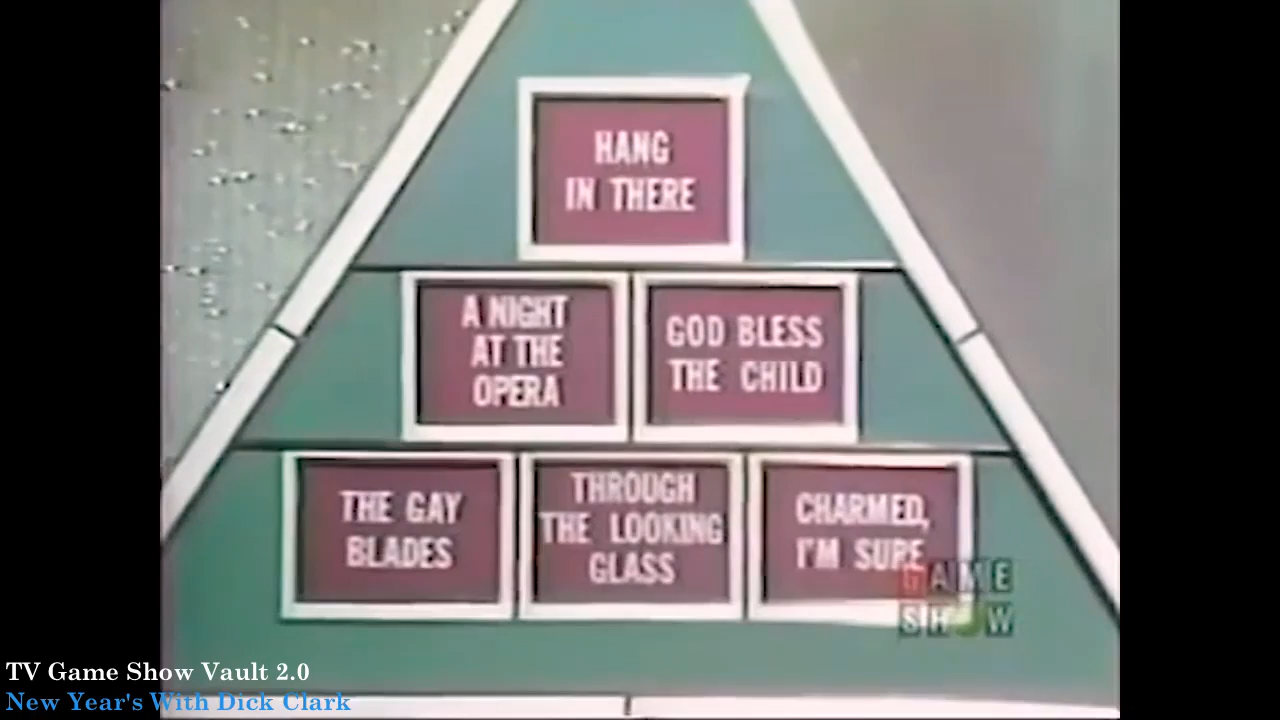 HANG
IN THERE
A NIGHT
AT THE
OPERA
GOD BLESS
THE CHILD
THE GAY
BLADES
THROUGH
THE LOOKING
GLASS
CHARMED,
I'M SURE
GAME
SHOW
TV Game Show Vault 2.0
New Year's With Dick Clark